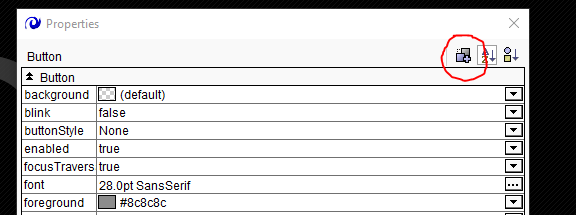 Properties
Button
Button
background (default)
blink false
buttonStyle None
enabled true
focusTravers true
font 28.0pt SansSerif
foreground #8c8c8c